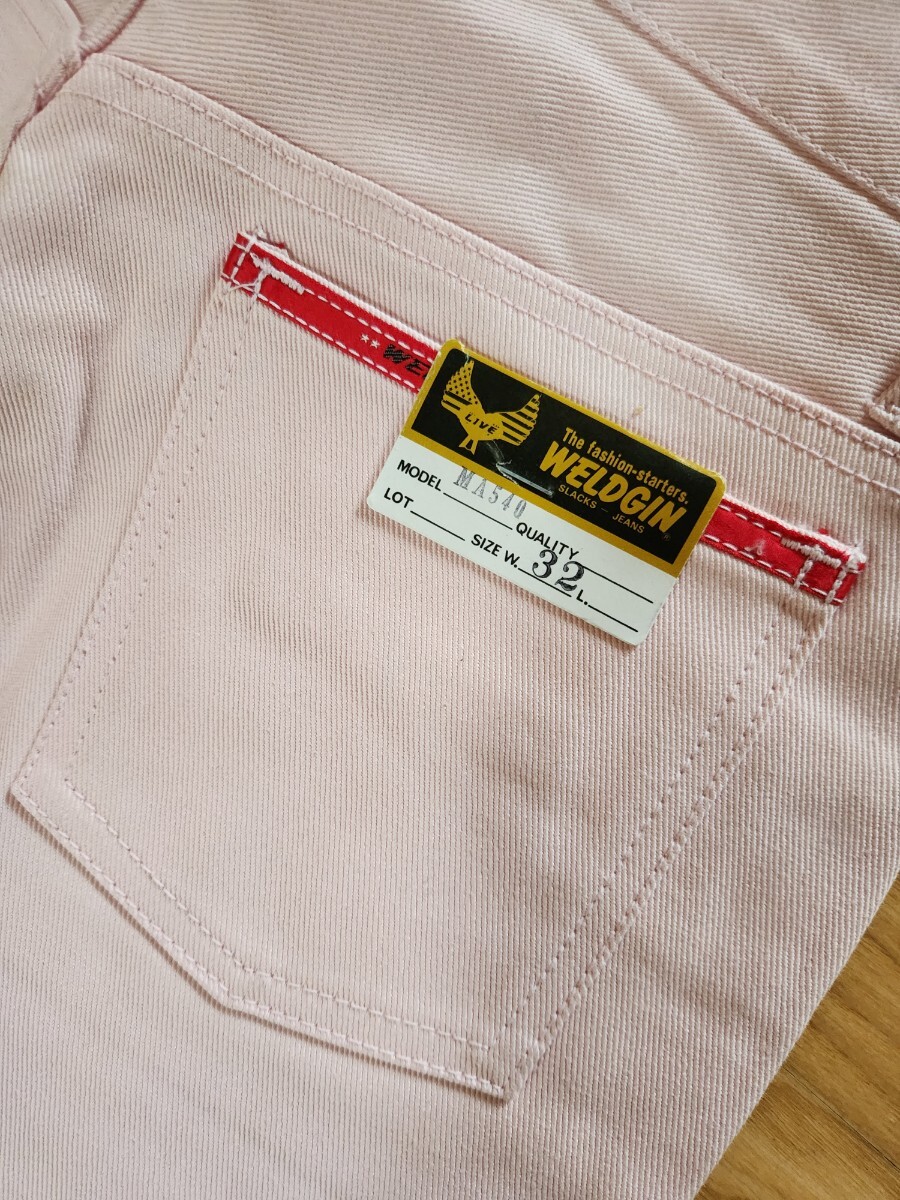 LIVE
The fashion-starters.
WELDGIN
SLACKS — JEANS
MODEL MA540 QUALITY
LOT SIZE W. 32 L.